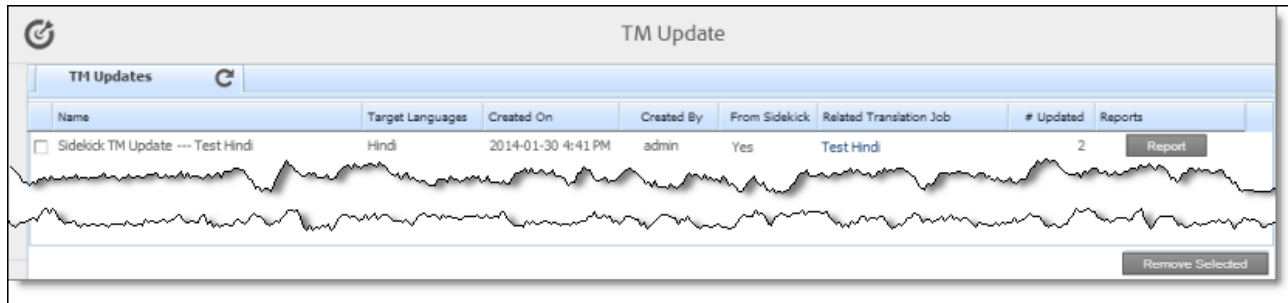 TM Update
TM Updates
Name Target Languages Created On Created By From Sidekick Related Translation Job # Updated Reports
Sidekick TM Update --- Test Hindi Hindi 2014-01-30 4:41 PM admin Yes Test Hindi 2 Report
Remove Selected